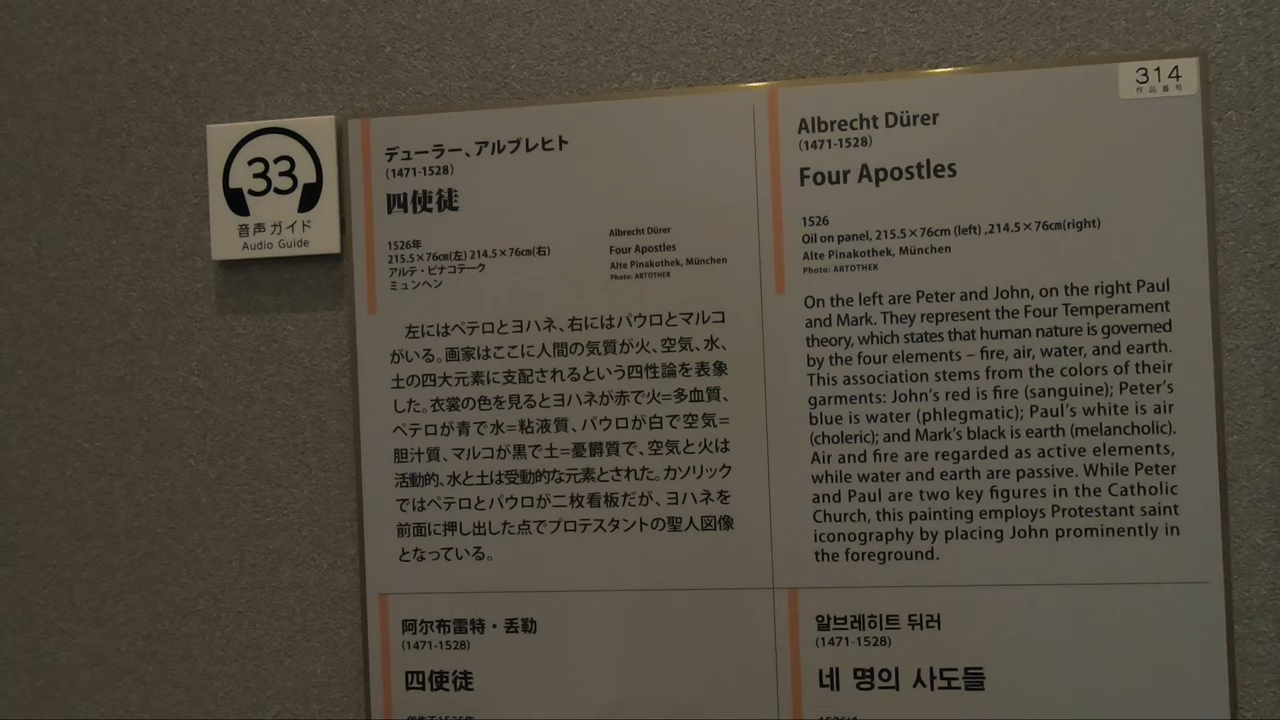 33
音声ガイド
Audio Guide
314
作品番号
デューラー、アルブレヒト
(1471-1528)
四使徒
1526年
215.5×76㎝(左) 214.5×76㎝(右)
アルテ・ピナコテーク
ミュンヘン
Albrecht Dürer
Four Apostles
Alte Pinakothek, München
Photo: ARTOTHEK
左にはペテロとヨハネ、右にはパウロとマルコ
がいる。画家はここに人間の気質が火、空気、水、
土の四大元素に支配されるという四性論を表象
した。衣裳の色を見るとヨハネが赤で火=多血質、
ペテロが青で水=粘液質、パウロが白で空気=
胆汁質、マルコが黒で土=憂鬱質で、空気と火は
活動的、水と土は受動的な元素とされた。カソリック
ではペテロとパウロが二枚看板だが、ヨハネを
前面に押し出した点でプロテスタントの聖人図像
となっている。
Albrecht Dürer
(1471-1528)
Four Apostles
1526
Oil on panel, 215.5×76cm (left) ,214.5×76㎝(right)
Alte Pinakothek, München
Photo: ARTOTHEK
On the left are Peter and John, on the right Paul
and Mark. They represent the Four Temperament
theory, which states that human nature is governed
by the four elements – fire, air, water, and earth.
This association stems from the colors of their
garments: John's red is fire (sanguine); Peter's
blue is water (phlegmatic); Paul's white is air
(choleric); and Mark's black is earth (melancholic).
Air and fire are regarded as active elements,
while water and earth are passive. While Peter
and Paul are two key figures in the Catholic
Church, this painting employs Protestant saint
iconography by placing John prominently in
the foreground.
阿尔布雷特・丢勒
(1471-1528)
四使徒
알브레히트 뒤러
(1471-1528)
네 명의 사도들